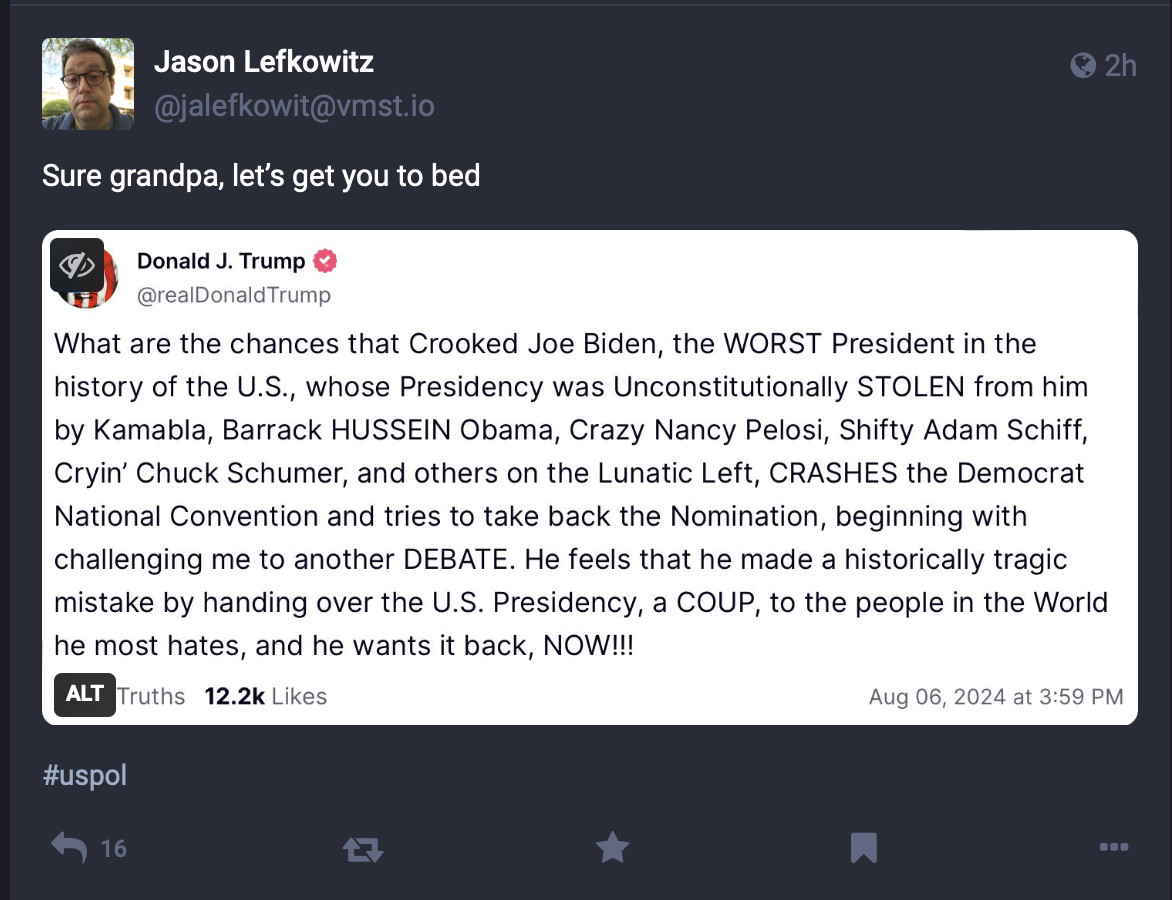 Jason Lefkowitz
2h
@jalefkowit@vmst.io
Sure grandpa, let’s get you to bed
Donald J. Trump
@realDonaldTrump
What are the chances that Crooked Joe Biden, the WORST President in the
history of the U.S., whose Presidency was Unconstitutionally STOLEN from him
by Kamabla, Barrack HUSSEIN Obama, Crazy Nancy Pelosi, Shifty Adam Schiff,
Cryin’ Chuck Schumer, and others on the Lunatic Left, CRASHES the Democrat
National Convention and tries to take back the Nomination, beginning with
challenging me to another DEBATE. He feels that he made a historically tragic
mistake by handing over the U.S. Presidency, a COUP, to the people in the World
he most hates, and he wants it back, NOW!!!
ALT Truths 12.2k Likes Aug 06, 2024 at 3:59 PM
#uspol
16